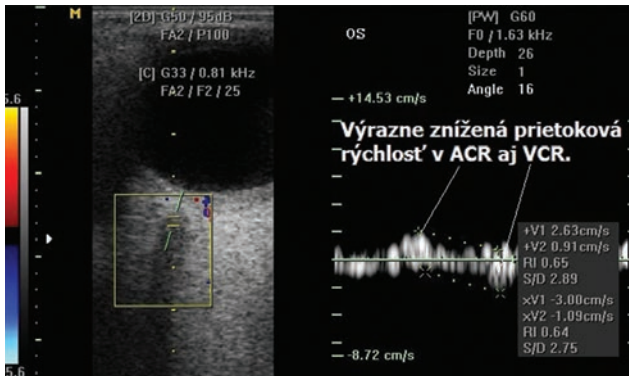 M
[2D] G50 / 95dB
FA2 / P100
[C] G33 / 0.81 kHz
FA2 / F2 / 25
5.6
5.6
OS
[PW] G60
F0 / 1.63 kHz
Depth 26
Size 1
Angle 16
+14.53 cm/s
Výrazne znížená prietoková
rýchlosť v ACR aj VCR.
+V1 2.63cm/s
+V2 0.91cm/s
RI 0.65
S/D 2.89
xV1 -3.00cm/s
xV2 -1.09cm/s
RI 0.64
S/D 2.75
-8.72 cm/s